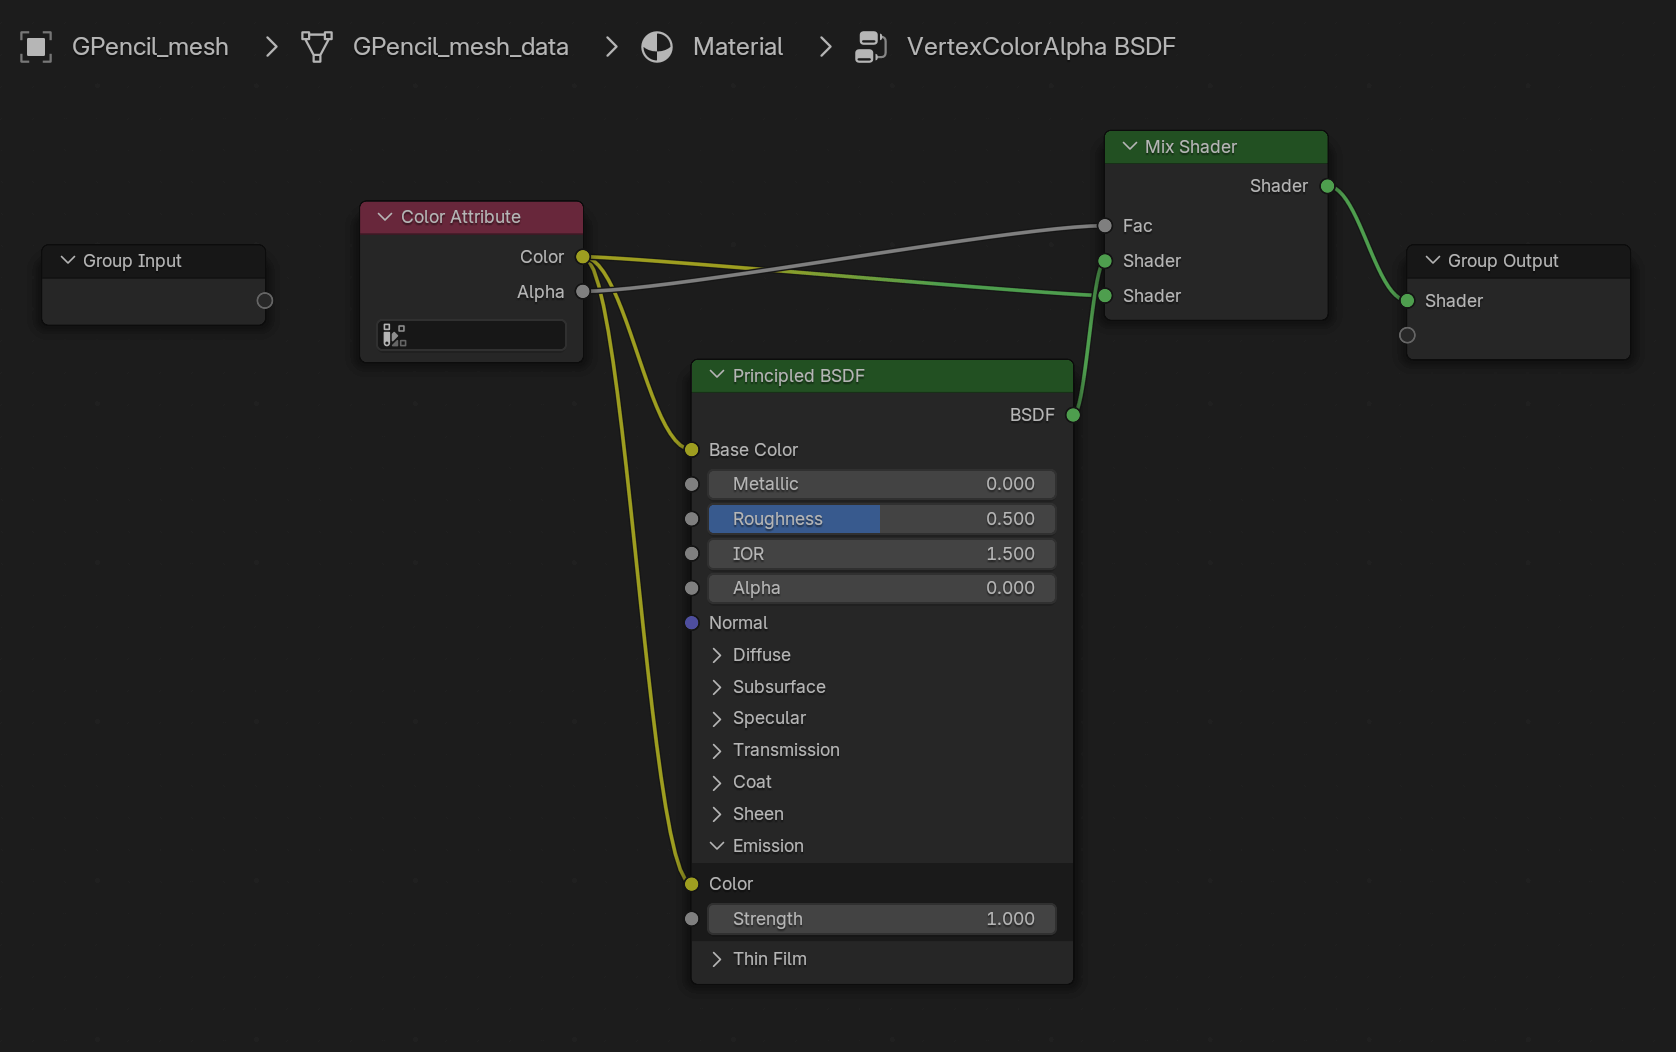 GPencil_mesh > GPencil_mesh_data > Material > VertexColorAlpha BSDF
Group Input
Color Attribute
Color
Alpha
Principled BSDF
BSDF
Base Color
Metallic 0.000
Roughness 0.500
IOR 1.500
Alpha 0.000
Normal
Diffuse
Subsurface
Specular
Transmission
Coat
Sheen
Emission
Color
Strength 1.000
Thin Film
Mix Shader
Shader
Fac
Shader
Shader
Group Output
Shader